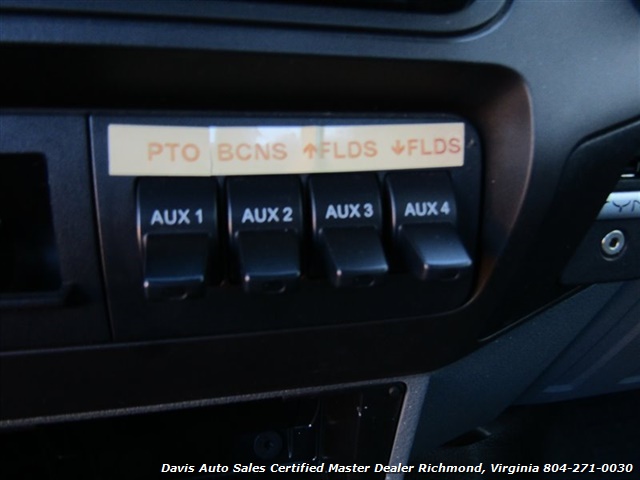 PTO BCNS ↑FLDS ↓FLDS
AUX 1 AUX 2 AUX 3 AUX 4
Davis Auto Sales Certified Master Dealer Richmond, Virginia 804-271-0030